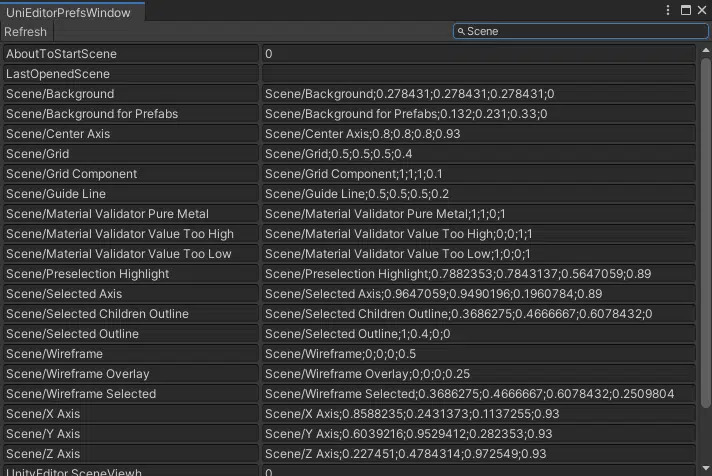 UniEditorPrefsWindow
Refresh Scene
AboutToStartScene 0
LastOpenedScene
Scene/Background Scene/Background;0.278431;0.278431;0.278431;0
Scene/Background for Prefabs Scene/Background for Prefabs;0.132;0.231;0.33;0
Scene/Center Axis Scene/Center Axis;0.8;0.8;0.8;0.93
Scene/Grid Scene/Grid;0.5;0.5;0.5;0.4
Scene/Grid Component Scene/Grid Component;1;1;1;0.1
Scene/Guide Line Scene/Guide Line;0.5;0.5;0.5;0.2
Scene/Material Validator Pure Metal Scene/Material Validator Pure Metal;1;1;0;1
Scene/Material Validator Value Too High Scene/Material Validator Value Too High;0;0;1;1
Scene/Material Validator Value Too Low Scene/Material Validator Value Too Low;1;0;0;1
Scene/Preselection Highlight Scene/Preselection Highlight;0.7882353;0.7843137;0.5647059;0.89
Scene/Selected Axis Scene/Selected Axis;0.9647059;0.9490196;0.1960784;0.89
Scene/Selected Children Outline Scene/Selected Children Outline;0.3686275;0.4666667;0.6078432;0
Scene/Selected Outline Scene/Selected Outline;1;0.4;0;0
Scene/Wireframe Scene/Wireframe;0;0;0;0.5
Scene/Wireframe Overlay Scene/Wireframe Overlay;0;0;0;0.25
Scene/Wireframe Selected Scene/Wireframe Selected;0.3686275;0.4666667;0.6078432;0.2509804
Scene/X Axis Scene/X Axis;0.8588235;0.2431373;0.1137255;0.93
Scene/Y Axis Scene/Y Axis;0.6039216;0.9529412;0.282353;0.93
Scene/Z Axis Scene/Z Axis;0.227451;0.4784314;0.972549;0.93
UnityEditor.SceneViewh 0